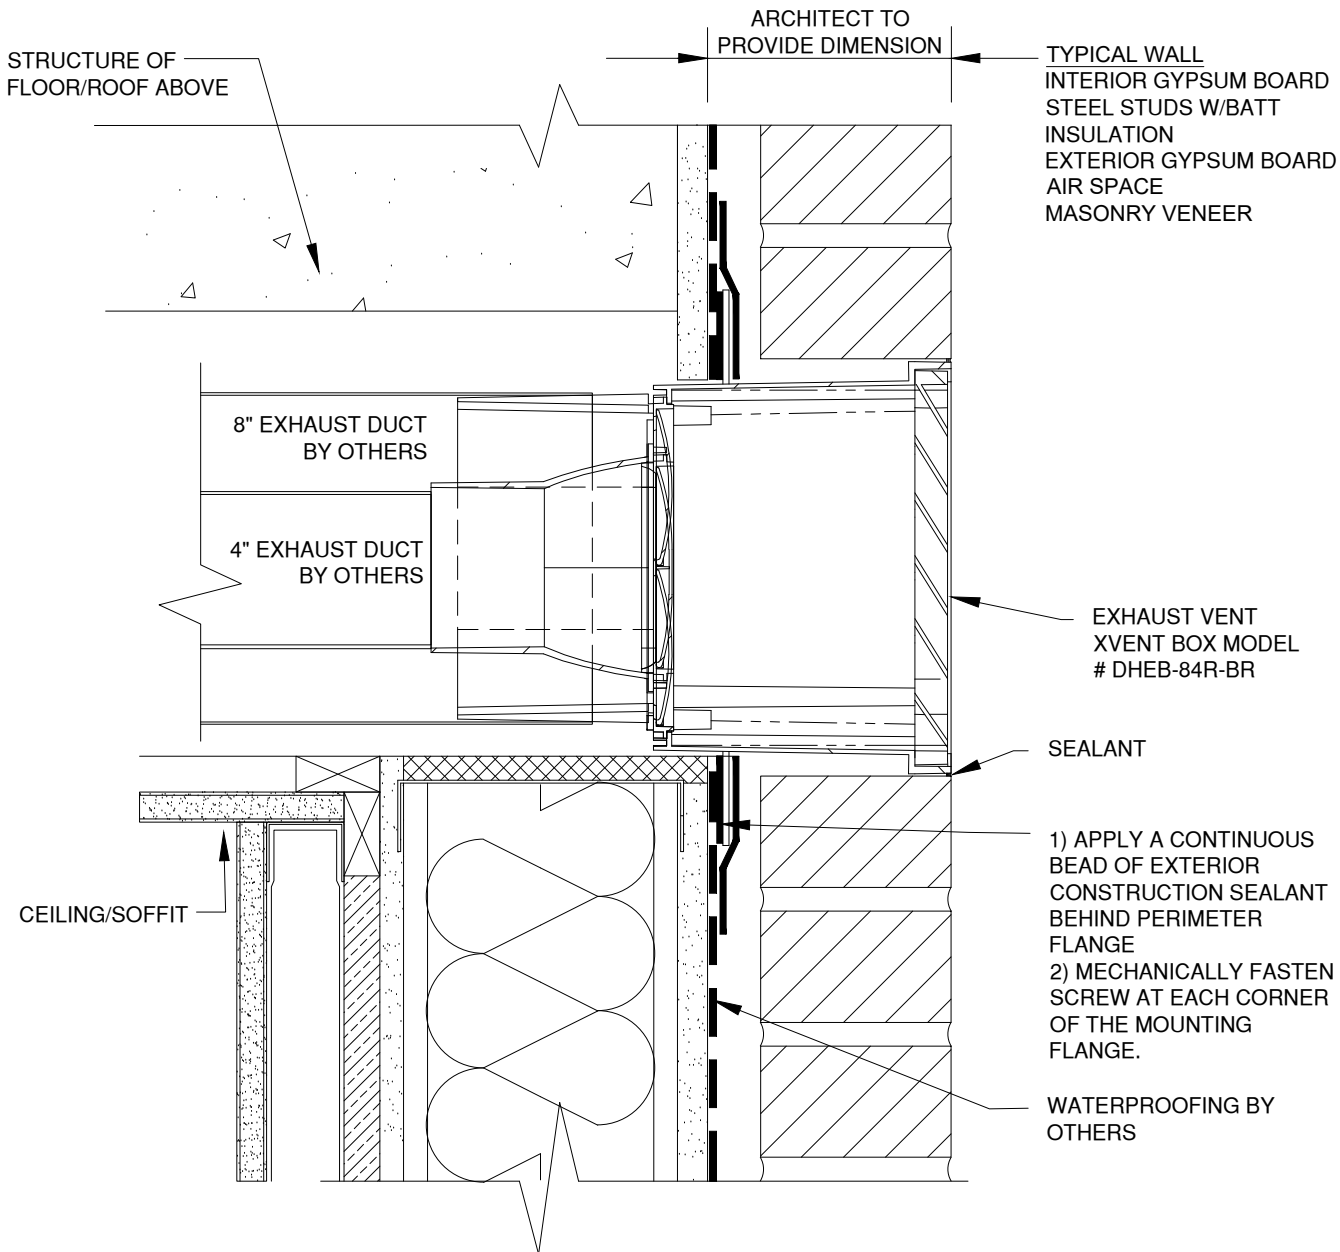 ARCHITECT TO
PROVIDE DIMENSION
STRUCTURE OF
FLOOR/ROOF ABOVE
TYPICAL WALL
INTERIOR GYPSUM BOARD
STEEL STUDS W/BATT
INSULATION
EXTERIOR GYPSUM BOARD
AIR SPACE
MASONRY VENEER
8" EXHAUST DUCT
BY OTHERS
4" EXHAUST DUCT
BY OTHERS
EXHAUST VENT
XVENT BOX MODEL
# DHEB-84R-BR
SEALANT
CEILING/SOFFIT
1) APPLY A CONTINUOUS
BEAD OF EXTERIOR
CONSTRUCTION SEALANT
BEHIND PERIMETER
FLANGE
2) MECHANICALLY FASTEN
SCREW AT EACH CORNER
OF THE MOUNTING
FLANGE.
WATERPROOFING BY
OTHERS